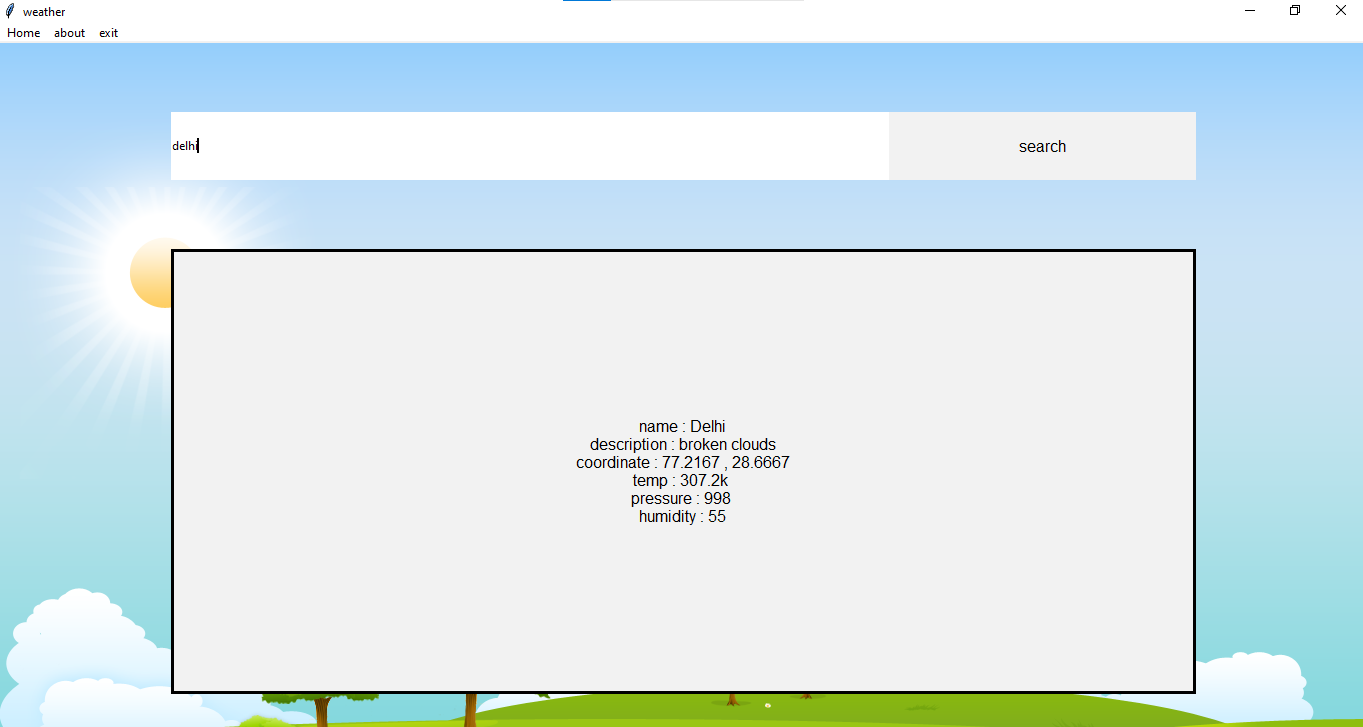 weather
Home about exit
delhi
search
name : Delhi
description : broken clouds
coordinate : 77.2167 , 28.6667
temp : 307.2k
pressure : 998
humidity : 55